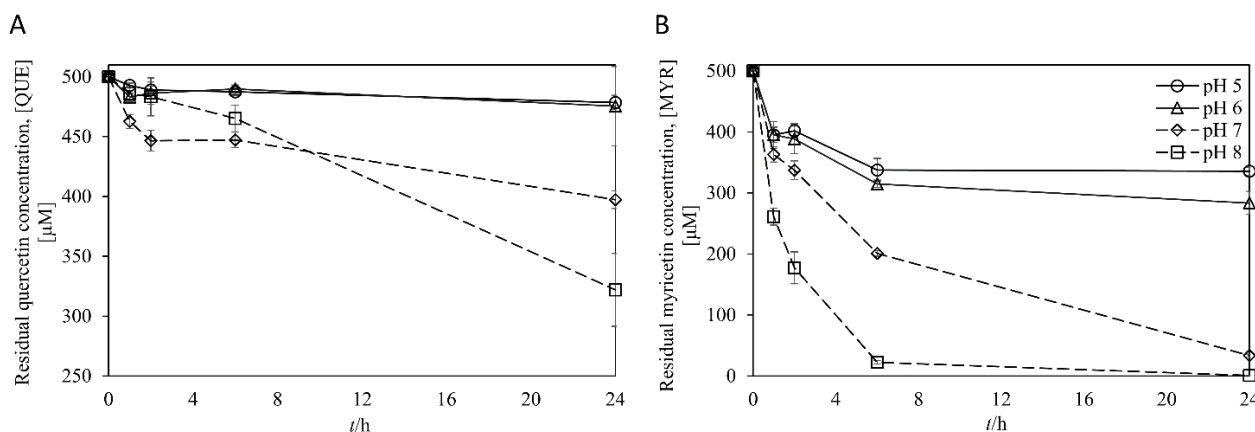 A
Residual quercetin concentration, [QUE]
[µM]
500
450
400
350
300
250
0
4
8
12
16
20
24
t/h
B
Residual myricetin concentration, [MYR]
[µM]
500
400
300
200
100
0
pH 5
pH 6
pH 7
pH 8
0
4
8
12
16
20
24
t/h